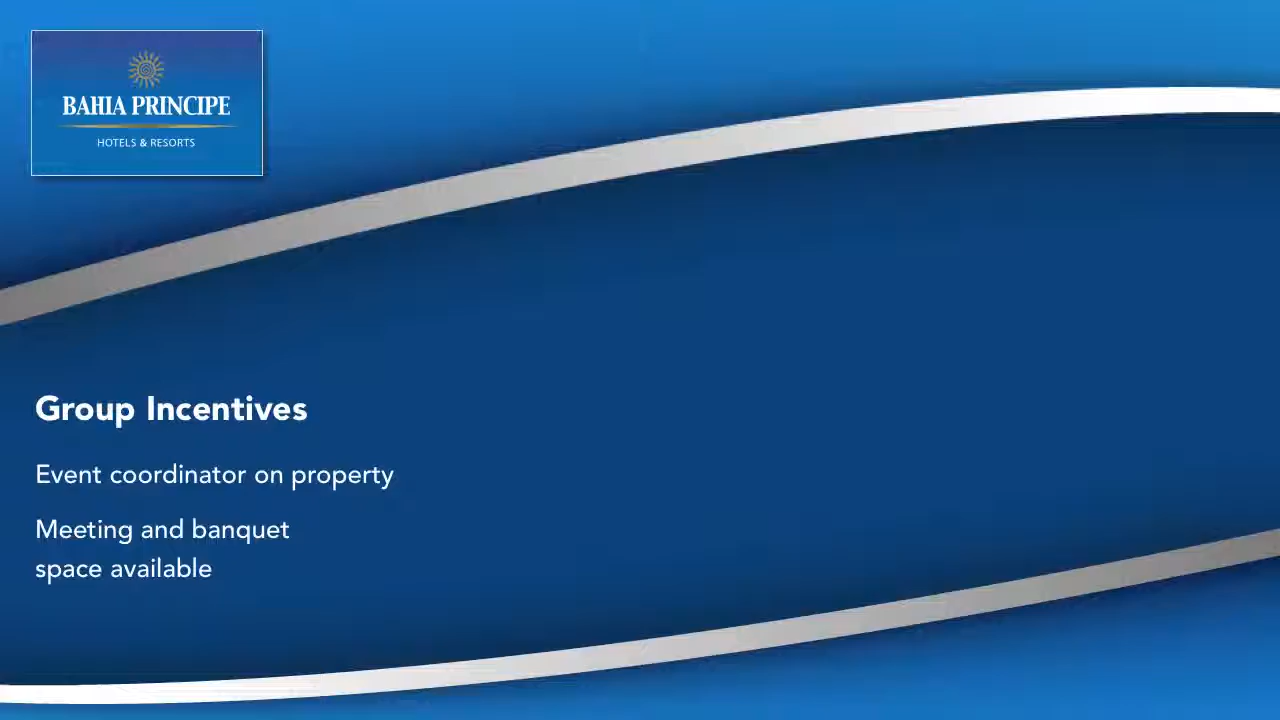 BAHIA PRINCIPE
HOTELS & RESORTS
Group Incentives
Event coordinator on property
Meeting and banquet
space available